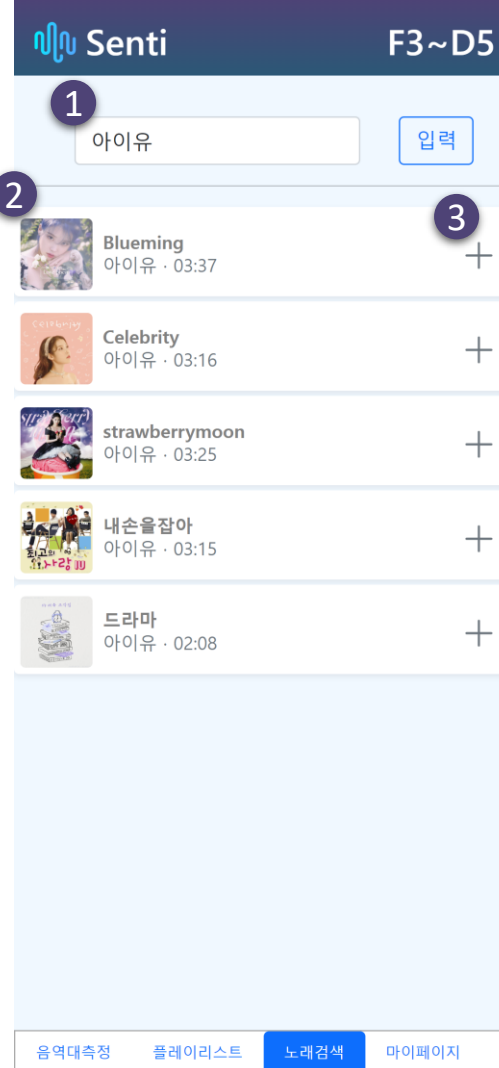 Senti
F3~D5
1
아이유
입력
2
3
Blueming
아이유 · 03:37
Celebrity
아이유 · 03:16
strawberrymoon
아이유 · 03:25
내손을잡아
아이유 · 03:15
드라마
아이유 · 02:08
음역대측정
플레이리스트
노래검색
마이페이지